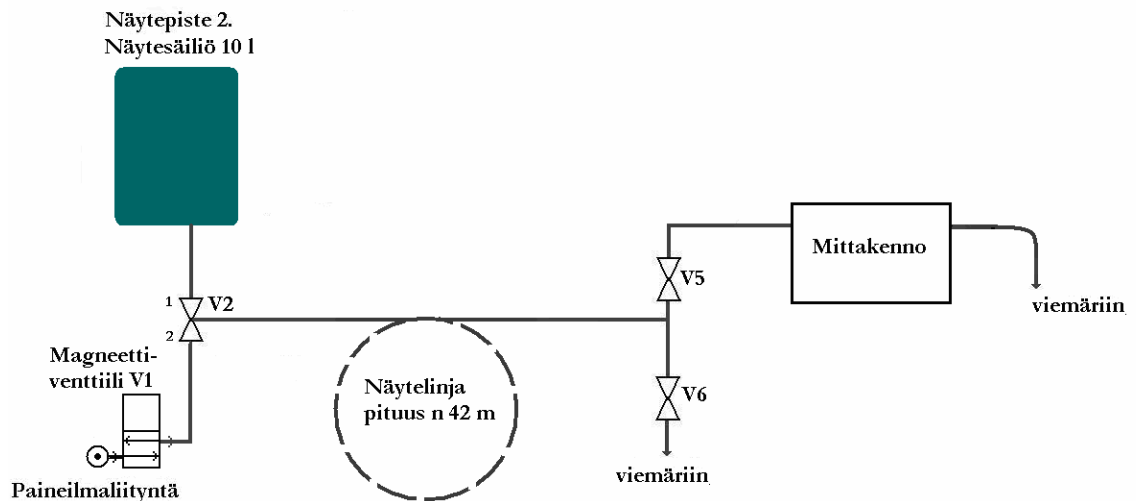 Näytepiste 2.
Näytesäiliö 10 l
1
V2
2
Magneetti-
venttiili V1
Paineilmaliityntä
Näytelinja
pituus n 42 m
V5
V6
viemäriin
Mittakenno
viemäriin